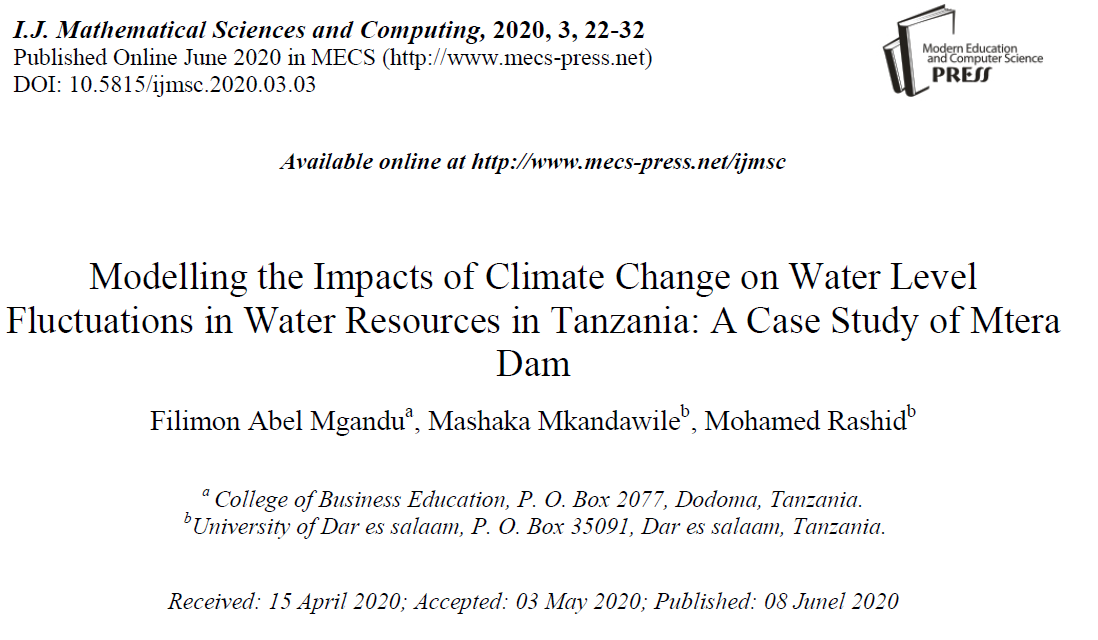 I.J. Mathematical Sciences and Computing, 2020, 3, 22-32
Published Online June 2020 in MECS (http://www.mecs-press.net)
DOI: 10.5815/ijmsc.2020.03.03
Modern Education
and Computer Science
PRESS
Available online at http://www.mecs-press.net/ijmsc
Modelling the Impacts of Climate Change on Water Level
Fluctuations in Water Resources in Tanzania: A Case Study of Mtera
Dam
Filimon Abel Mgandua, Mashaka Mkandawileb, Mohamed Rashidb
a College of Business Education, P. O. Box 2077, Dodoma, Tanzania.
bUniversity of Dar es salaam, P. O. Box 35091, Dar es salaam, Tanzania.
Received: 15 April 2020; Accepted: 03 May 2020; Published: 08 Junel 2020